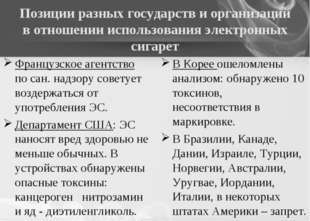 Позиции разных государств и организаций
в отношении использования электронных
сигарет
Французское агентство
по сан. надзору советует
воздержаться от
употребления ЭС.
Департамент США: ЭС
наносят вред здоровью не
меньше обычных. В
устройствах обнаружены
опасные токсины:
канцероген нитрозамин
и яд - диэтиленгликоль.
В Корее ошеломлены
анализом: обнаружено 10
токсинов,
несоответствия в
маркировке.
В Бразилии, Канаде,
Дании, Израиле, Турции,
Норвегии, Австралии,
Уругвае, Иордании,
Италии, в некоторых
штатах Америки – запрет.